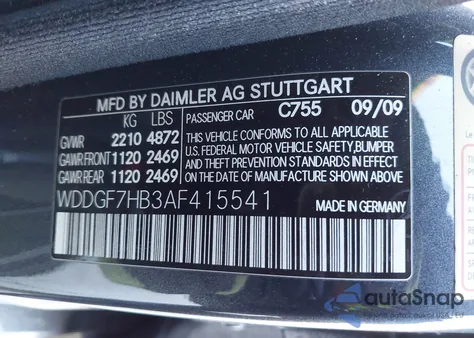 MFD BY DAIMLER AG STUTTGART
KG LBS PASSENGER CAR C755 09/09
GVWR 2210 4872
GAWR FRONT 1120 2469
GAWR REAR 1120 2469
THIS VEHICLE CONFORMS TO ALL APPLICABLE
U.S. FEDERAL MOTOR VEHICLE SAFETY, BUMPER
AND THEFT PREVENTION STANDARDS IN EFFECT
ON THE DATE OF MANUFACTURE SHOWN ABOVE.
WDDGF7HB3AF415541 MADE IN GERMANY
autoSnap